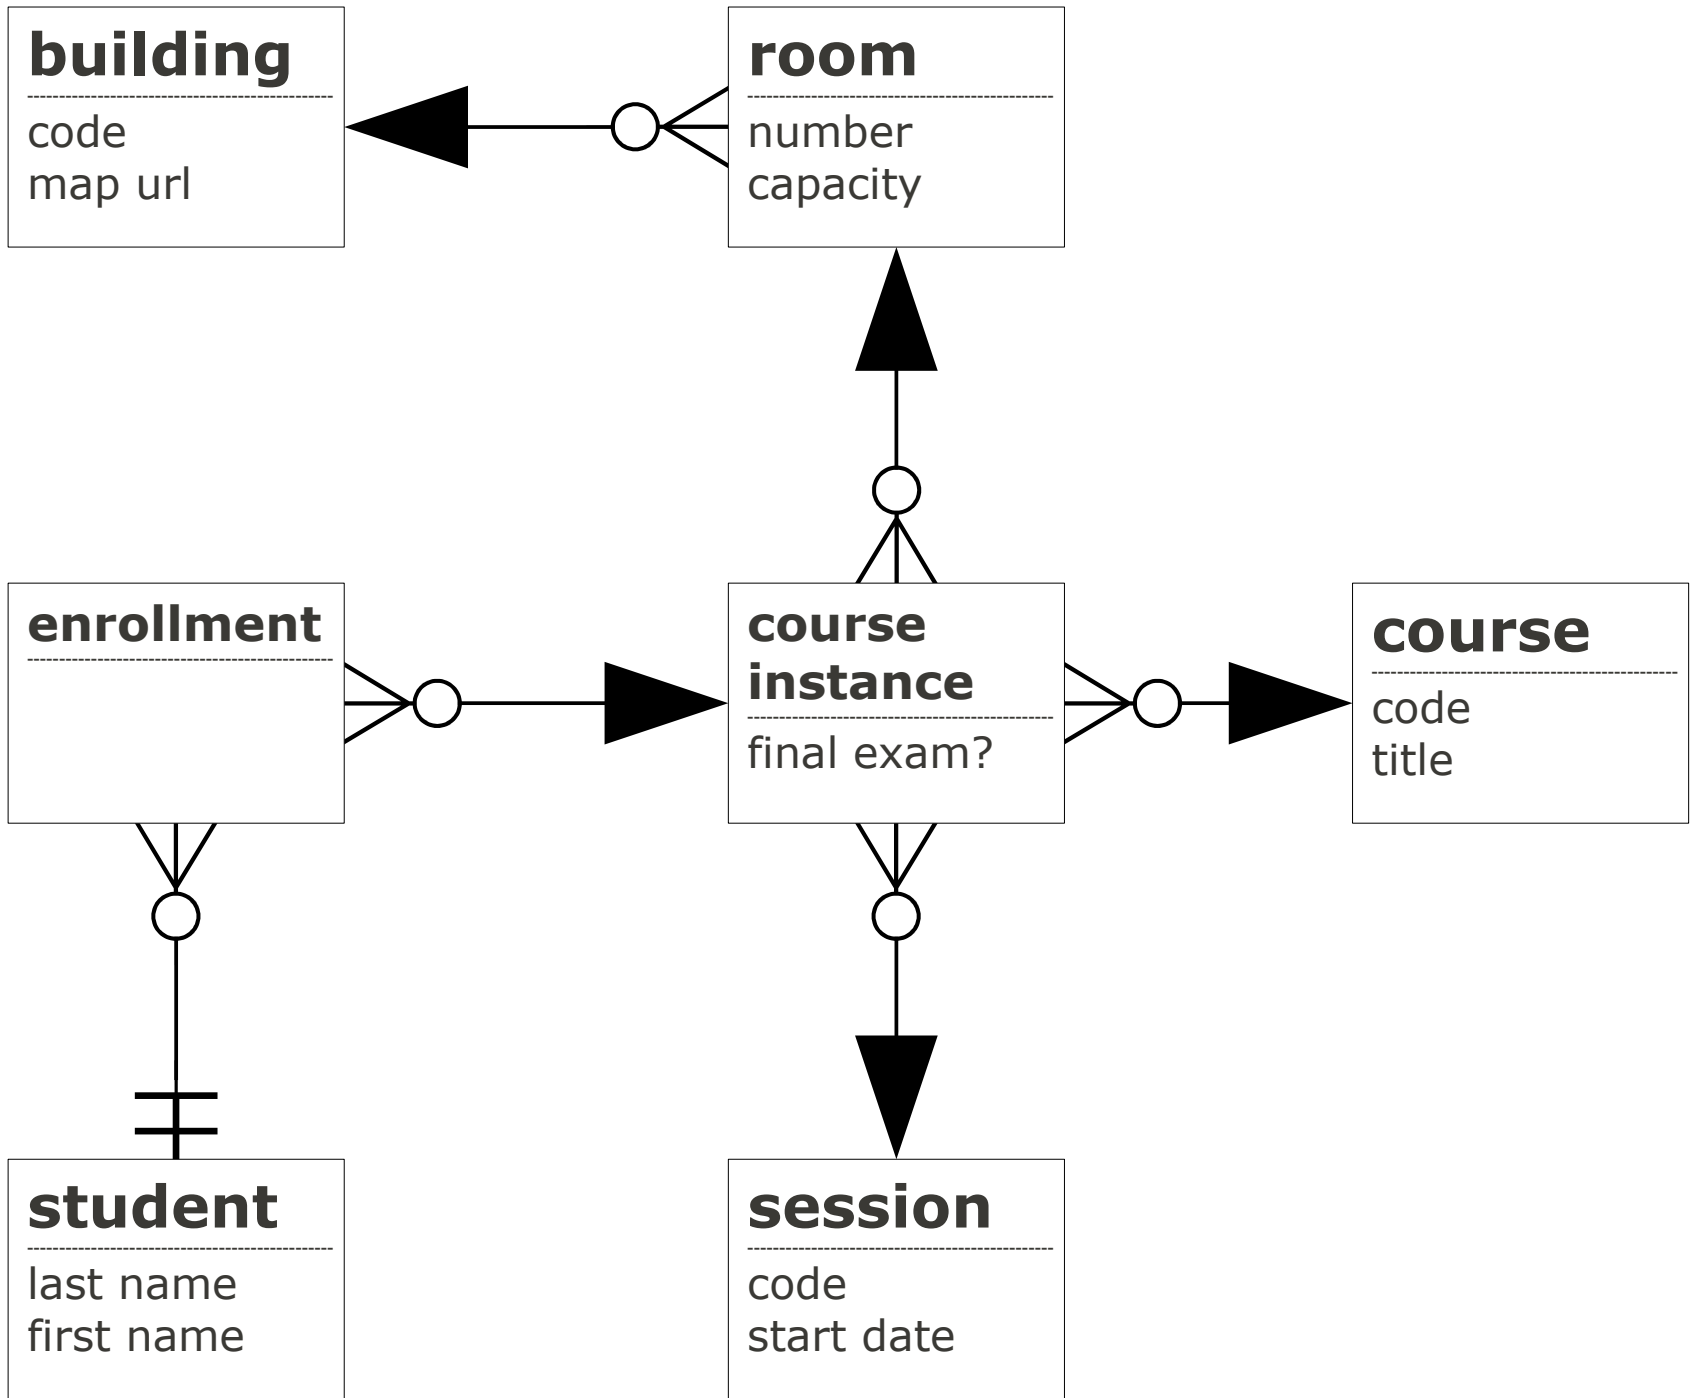 building
code
map url
room
number
capacity
enrollment
course
instance
final exam?
course
code
title
student
last name
first name
session
code
start date